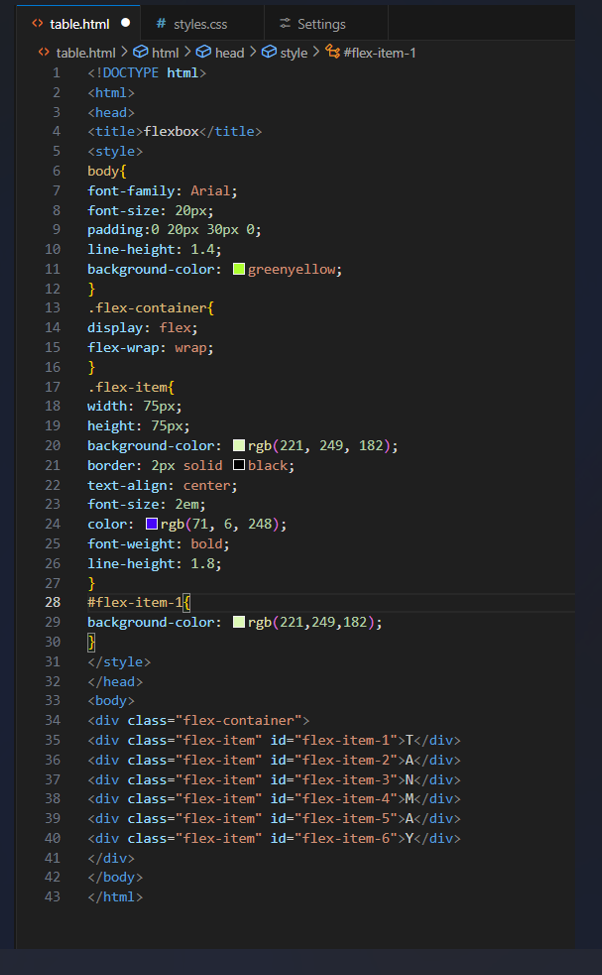 table.html
styles.css
Settings
table.html > html > head > style > #flex-item-1
1 <!DOCTYPE html>
2 <html>
3 <head>
4 <title>flexbox</title>
5 <style>
6 body{
7 font-family: Arial;
8 font-size: 20px;
9 padding:0 20px 30px 0;
10 line-height: 1.4;
11 background-color: greenyellow;
12 }
13 .flex-container{
14 display: flex;
15 flex-wrap: wrap;
16 }
17 .flex-item{
18 width: 75px;
19 height: 75px;
20 background-color: rgb(221, 249, 182);
21 border: 2px solid black;
22 text-align: center;
23 font-size: 2em;
24 color: rgb(71, 6, 248);
25 font-weight: bold;
26 line-height: 1.8;
27 }
28 #flex-item-1{
29 background-color: rgb(221,249,182);
30 }
31 </style>
32 </head>
33 <body>
34 <div class="flex-container">
35 <div class="flex-item" id="flex-item-1">T</div>
36 <div class="flex-item" id="flex-item-2">A</div>
37 <div class="flex-item" id="flex-item-3">N</div>
38 <div class="flex-item" id="flex-item-4">M</div>
39 <div class="flex-item" id="flex-item-5">A</div>
40 <div class="flex-item" id="flex-item-6">Y</div>
41 </div>
42 </body>
43 </html>